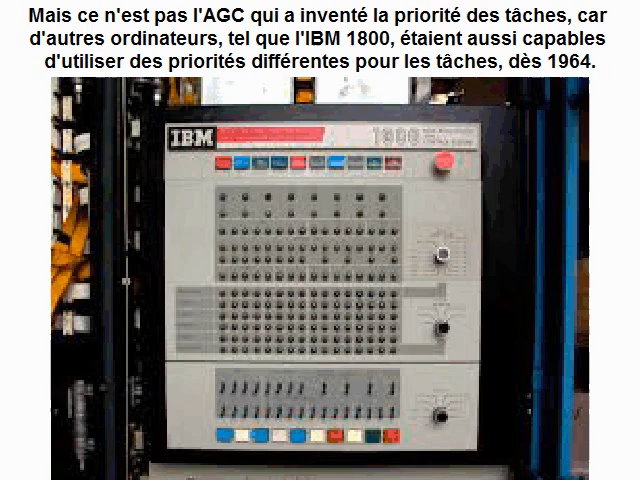 Mais ce n'est pas l'AGC qui a inventé la priorité des tâches, car
d'autres ordinateurs, tel que l'IBM 1800, étaient aussi capables
d'utiliser des priorités différentes pour les tâches, dès 1964.
IBM 1800